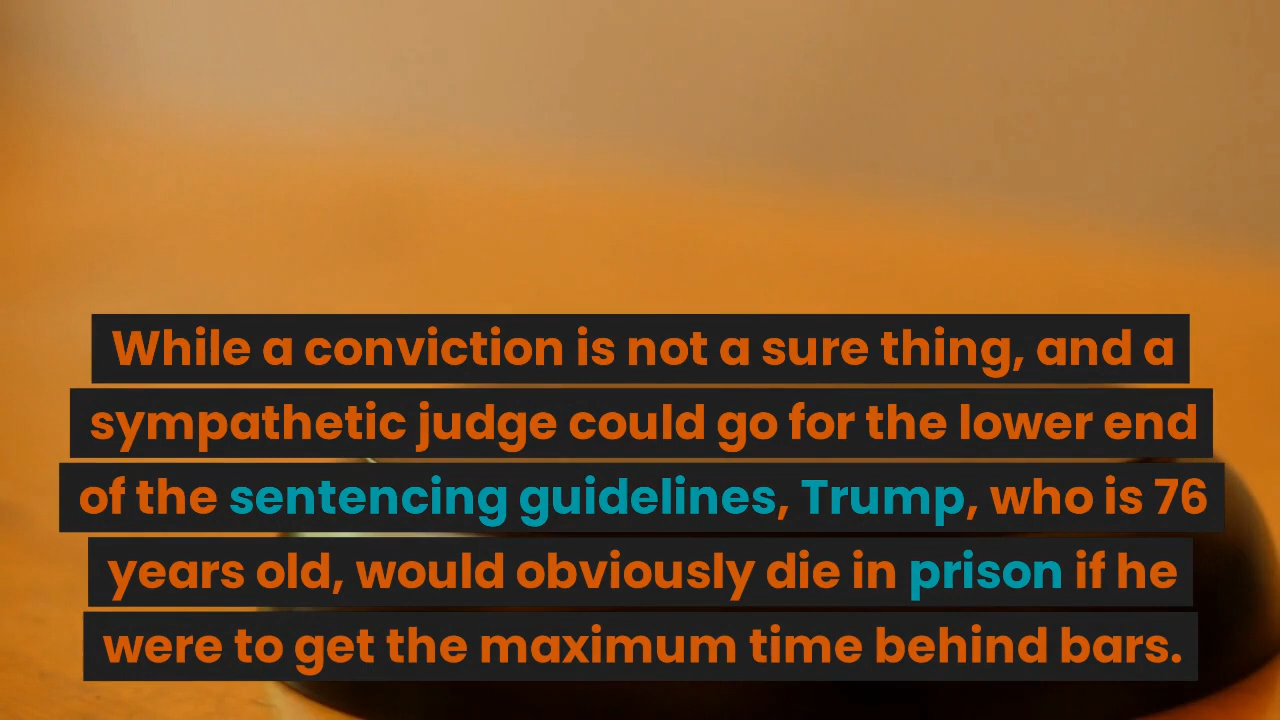 While a conviction is not a sure thing, and a
sympathetic judge could go for the lower end
of the sentencing guidelines, Trump, who is 76
years old, would obviously die in prison if he
were to get the maximum time behind bars.